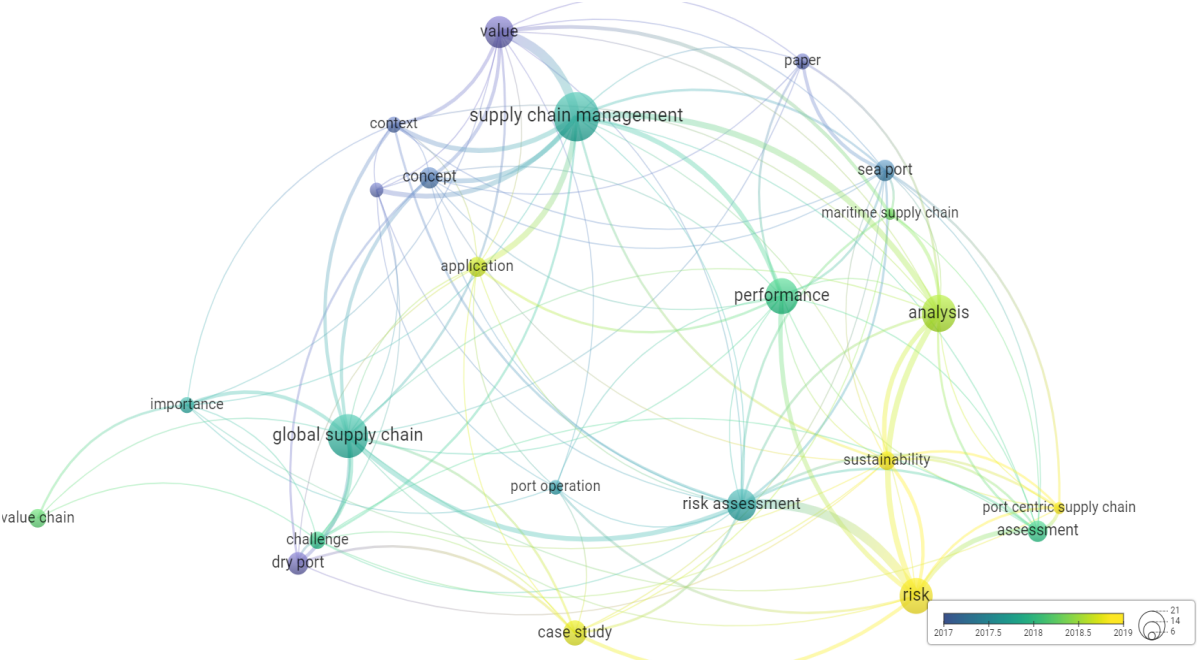 value
paper
supply chain management
context
sea port
concept
maritime supply chain
application
performance
analysis
importance
global supply chain
sustainability
port operation
risk assessment
port centric supply chain
value chain
assessment
challenge
dry port
risk
case study
21
14
6
2017 2017.5 2018 2018.5 2019